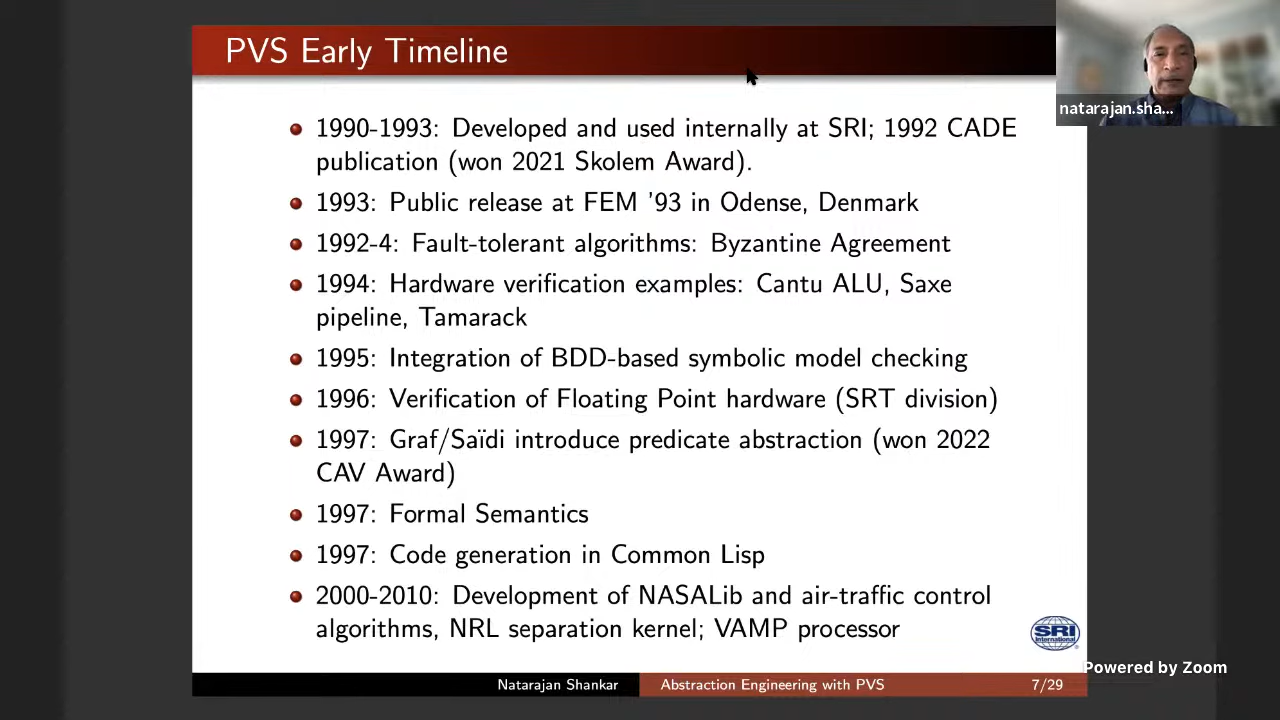 PVS Early Timeline
natarajan.sha...
1990-1993: Developed and used internally at SRI; 1992 CADE
publication (won 2021 Skolem Award).
1993: Public release at FEM '93 in Odense, Denmark
1992-4: Fault-tolerant algorithms: Byzantine Agreement
1994: Hardware verification examples: Cantu ALU, Saxe
pipeline, Tamarack
1995: Integration of BDD-based symbolic model checking
1996: Verification of Floating Point hardware (SRT division)
1997: Graf/Saïdi introduce predicate abstraction (won 2022
CAV Award)
1997: Formal Semantics
1997: Code generation in Common Lisp
2000-2010: Development of NASALib and air-traffic control
algorithms, NRL separation kernel; VAMP processor
SRI
International
Powered by Zoom
Natarajan Shankar
Abstraction Engineering with PVS
7/29